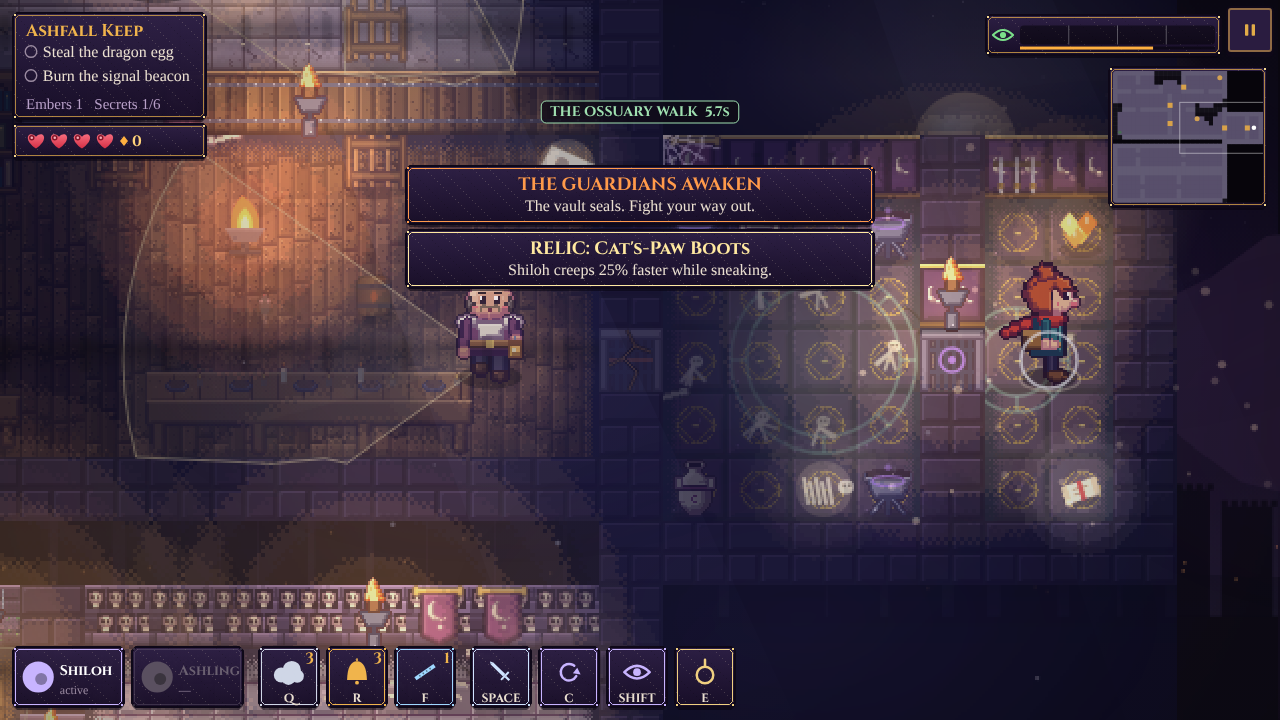 Ashfall Keep
Steal the dragon egg
Burn the signal beacon
Embers 1 Secrets 1/6
0
THE OSSUARY WALK 5.7s
THE GUARDIANS AWAKEN
The vault seals. Fight your way out.
RELIC: Cat's-Paw Boots
Shiloh creeps 25% faster while sneaking.
C
Shiloh
active
Ashling
—
3
Q
3
R
1
F
SPACE
C
SHIFT
E